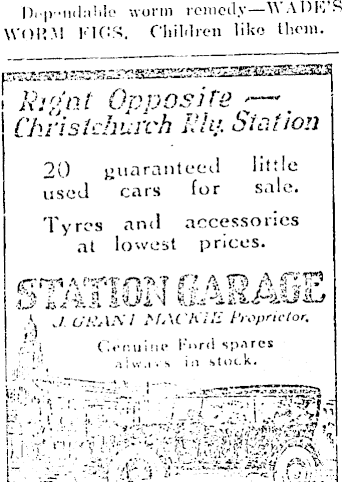 Dependable worm remedy—WADE'S
WORM FIGS. Children like them.
Right Opposite —
Christchurch Rly. Station
20 guaranteed little
used cars for sale.
Tyres and accessories
at lowest prices.
STATION GARAGE
J. GRANT MACKIE Proprietor.
Genuine Ford spares
always in stock.